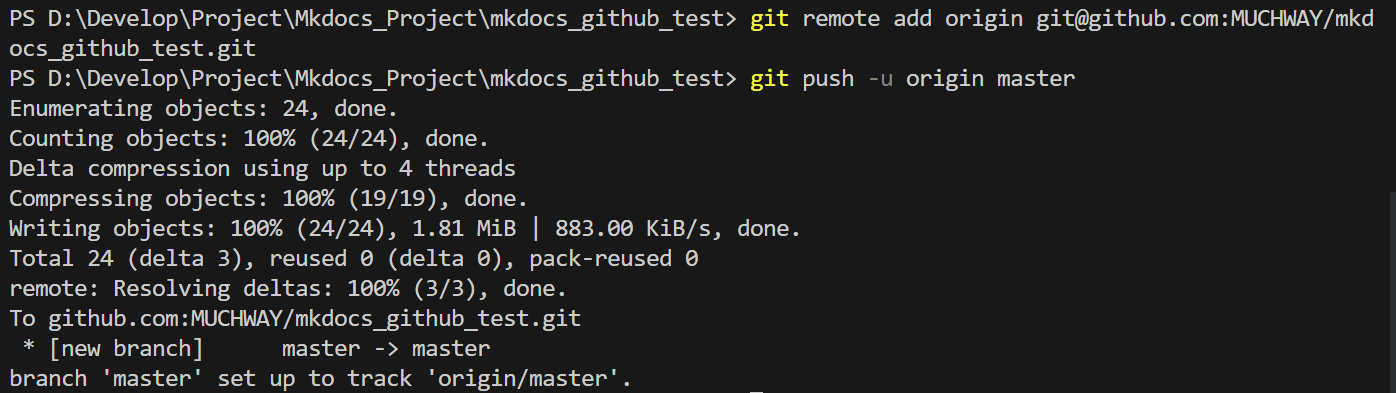 PS D:\Develop\Project\Mkdocs_Project\mkdocs_github_test> git remote add origin git@github.com:MUCHWAY/mkd
ocs_github_test.git
PS D:\Develop\Project\Mkdocs_Project\mkdocs_github_test> git push -u origin master
Enumerating objects: 24, done.
Counting objects: 100% (24/24), done.
Delta compression using up to 4 threads
Compressing objects: 100% (19/19), done.
Writing objects: 100% (24/24), 1.81 MiB | 883.00 KiB/s, done.
Total 24 (delta 3), reused 0 (delta 0), pack-reused 0
remote: Resolving deltas: 100% (3/3), done.
To github.com:MUCHWAY/mkdocs_github_test.git
 * [new branch]      master -> master
branch 'master' set up to track 'origin/master'.